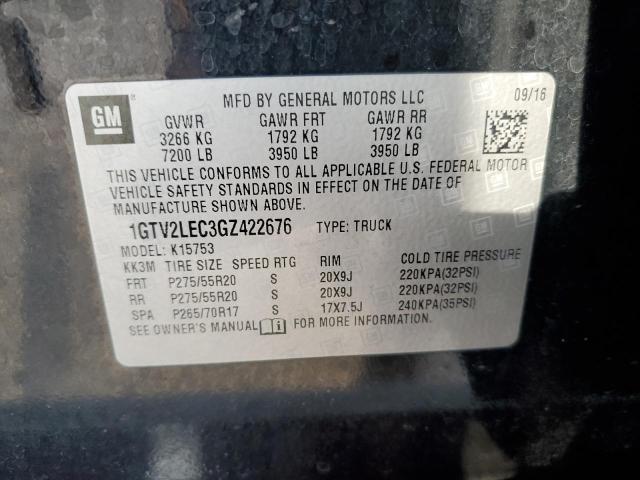 GM
MFD BY GENERAL MOTORS LLC 09/16
GVWR GAWR FRT GAWR RR
3266 KG 1792 KG 1792 KG
7200 LB 3950 LB 3950 LB
THIS VEHICLE CONFORMS TO ALL APPLICABLE U.S. FEDERAL MOTOR
VEHICLE SAFETY STANDARDS IN EFFECT ON THE DATE OF
MANUFACTURE SHOWN ABOVE.
1GTV2LEC3GZ422676 TYPE: TRUCK
MODEL: K15753
KK3M TIRE SIZE SPEED RTG RIM COLD TIRE PRESSURE
FRT P275/55R20 S 20X9J 220KPA(32PSI)
RR P275/55R20 S 20X9J 220KPA(32PSI)
SPA P265/70R17 S 17X7.5J 240KPA(35PSI)
SEE OWNER'S MANUAL FOR MORE INFORMATION.